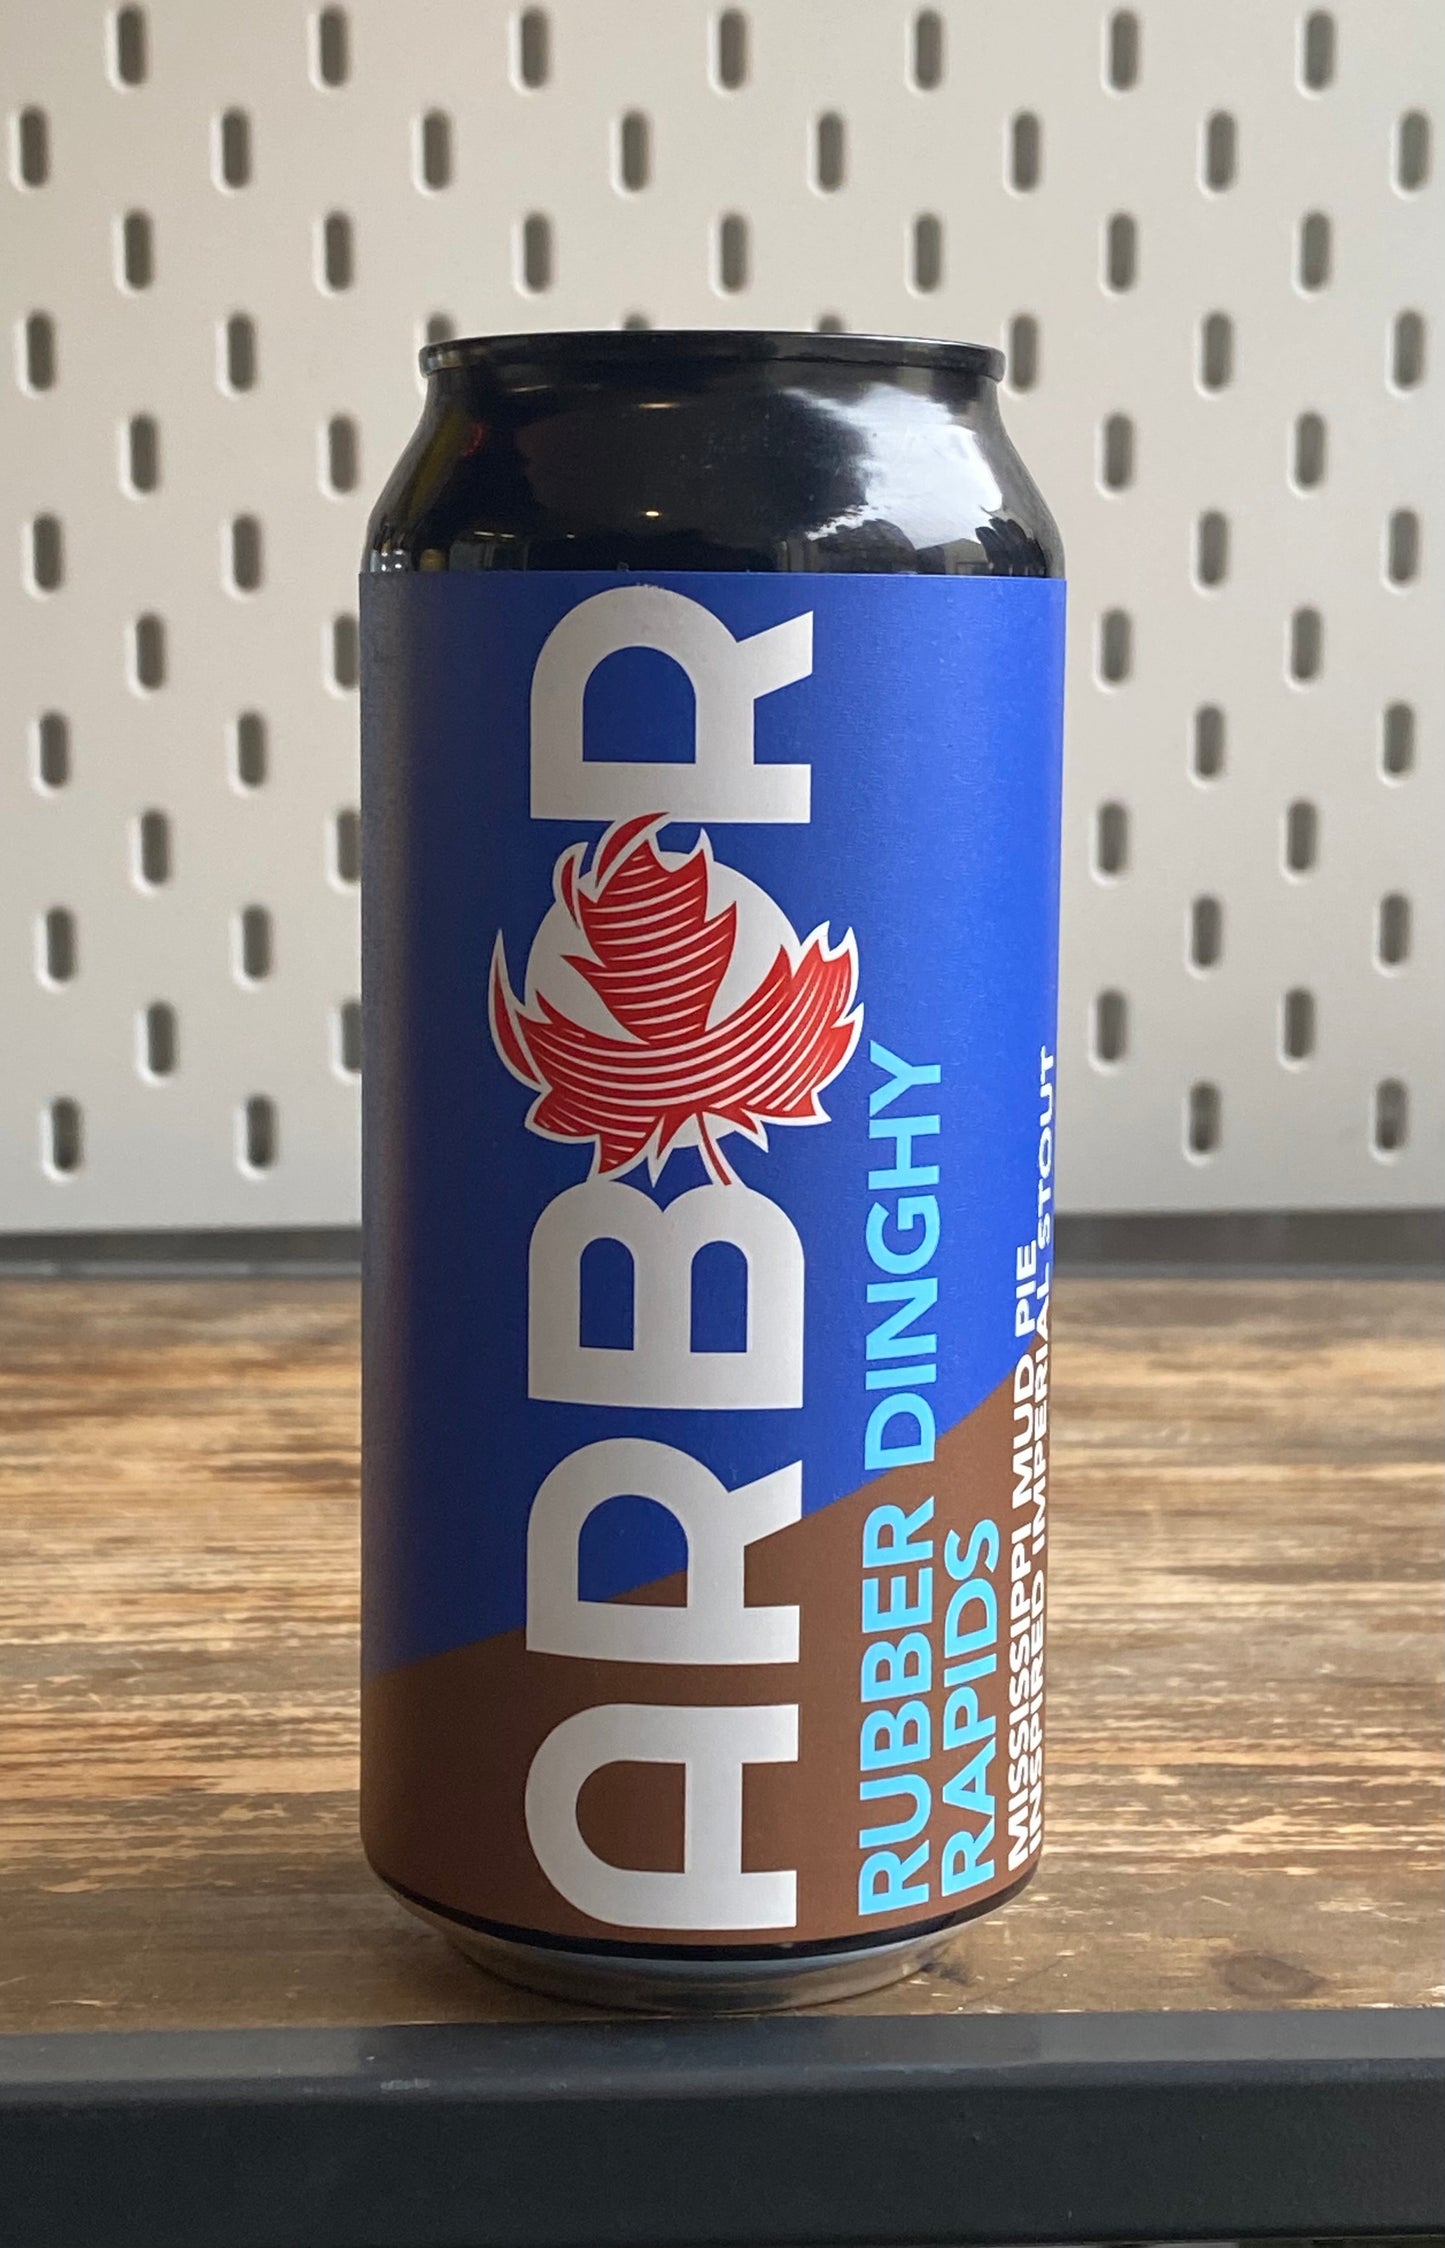 ARBOR
RUBBER DINGHY
RAPIDS
MISSISSIPPI MUD PIE
INSPIRED IMPERIAL STOUT